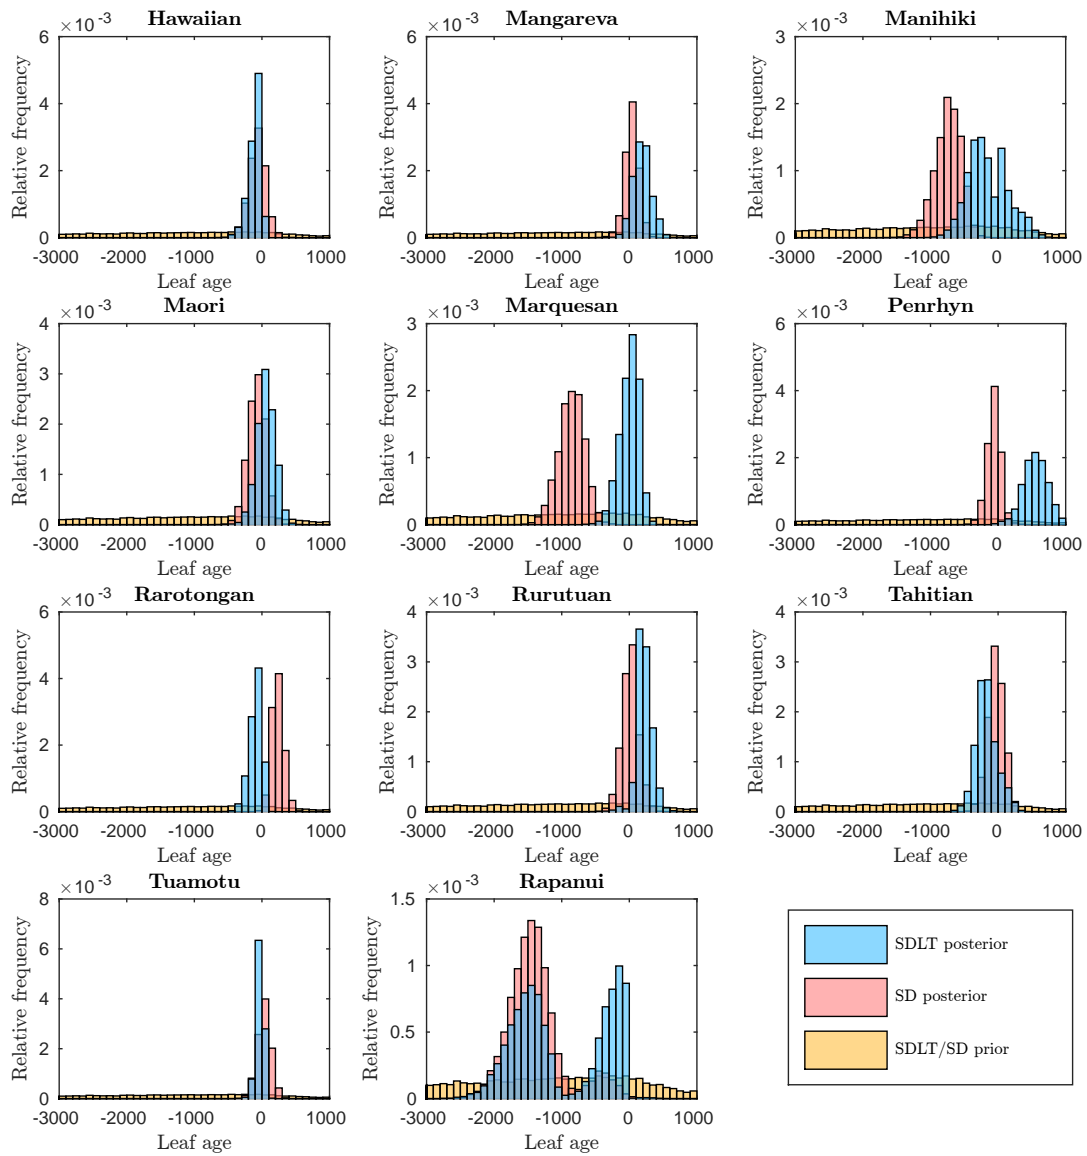 ×10 -3 Hawaiian
6
4
2
0
Relative frequency
-3000 -2000 -1000 0 1000
Leaf age
×10 -3 Mangareva
6
4
2
0
Relative frequency
-3000 -2000 -1000 0 1000
Leaf age
×10 -3 Manihiki
3
2
1
0
Relative frequency
-3000 -2000 -1000 0 1000
Leaf age
×10 -3 Maori
4
3
2
1
0
Relative frequency
-3000 -2000 -1000 0 1000
Leaf age
×10 -3 Marquesan
3
2
1
0
Relative frequency
-3000 -2000 -1000 0 1000
Leaf age
×10 -3 Penrhyn
6
4
2
0
Relative frequency
-3000 -2000 -1000 0 1000
Leaf age
×10 -3 Rarotongan
6
4
2
0
Relative frequency
-3000 -2000 -1000 0 1000
Leaf age
×10 -3 Rurutuan
4
3
2
1
0
Relative frequency
-3000 -2000 -1000 0 1000
Leaf age
×10 -3 Tahitian
4
3
2
1
0
Relative frequency
-3000 -2000 -1000 0 1000
Leaf age
×10 -3 Tuamotu
8
6
4
2
0
Relative frequency
-3000 -2000 -1000 0 1000
Leaf age
×10 -3 Rapanui
1.5
1
0.5
0
Relative frequency
-3000 -2000 -1000 0 1000
Leaf age
SDLT posterior
SD posterior
SDLT/SD prior